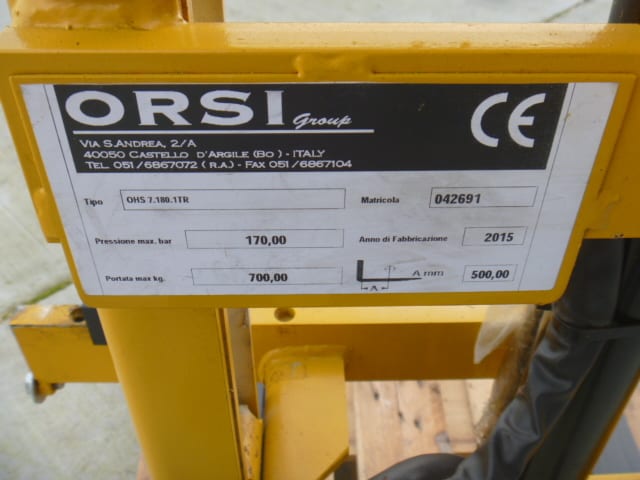 ORSI Group
VIA S.ANDREA, 2/A
40050 CASTELLO D'ARGILE (BO) - ITALY
TEL. 051/6867072 (R.A.) - FAX 051/6867104
CE
Tipo OHS 7.180.1TR Matricola 042691
Pressione max. bar 170,00 Anno di Fabbricazione 2015
Portata max kg. 700,00 A mm 500,00
A